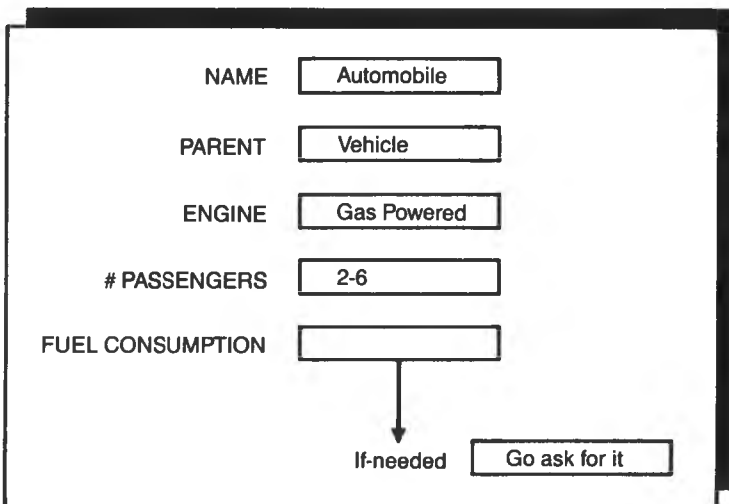 NAME Automobile
PARENT Vehicle
ENGINE Gas Powered
# PASSENGERS 2-6
FUEL CONSUMPTION
If-needed Go ask for it